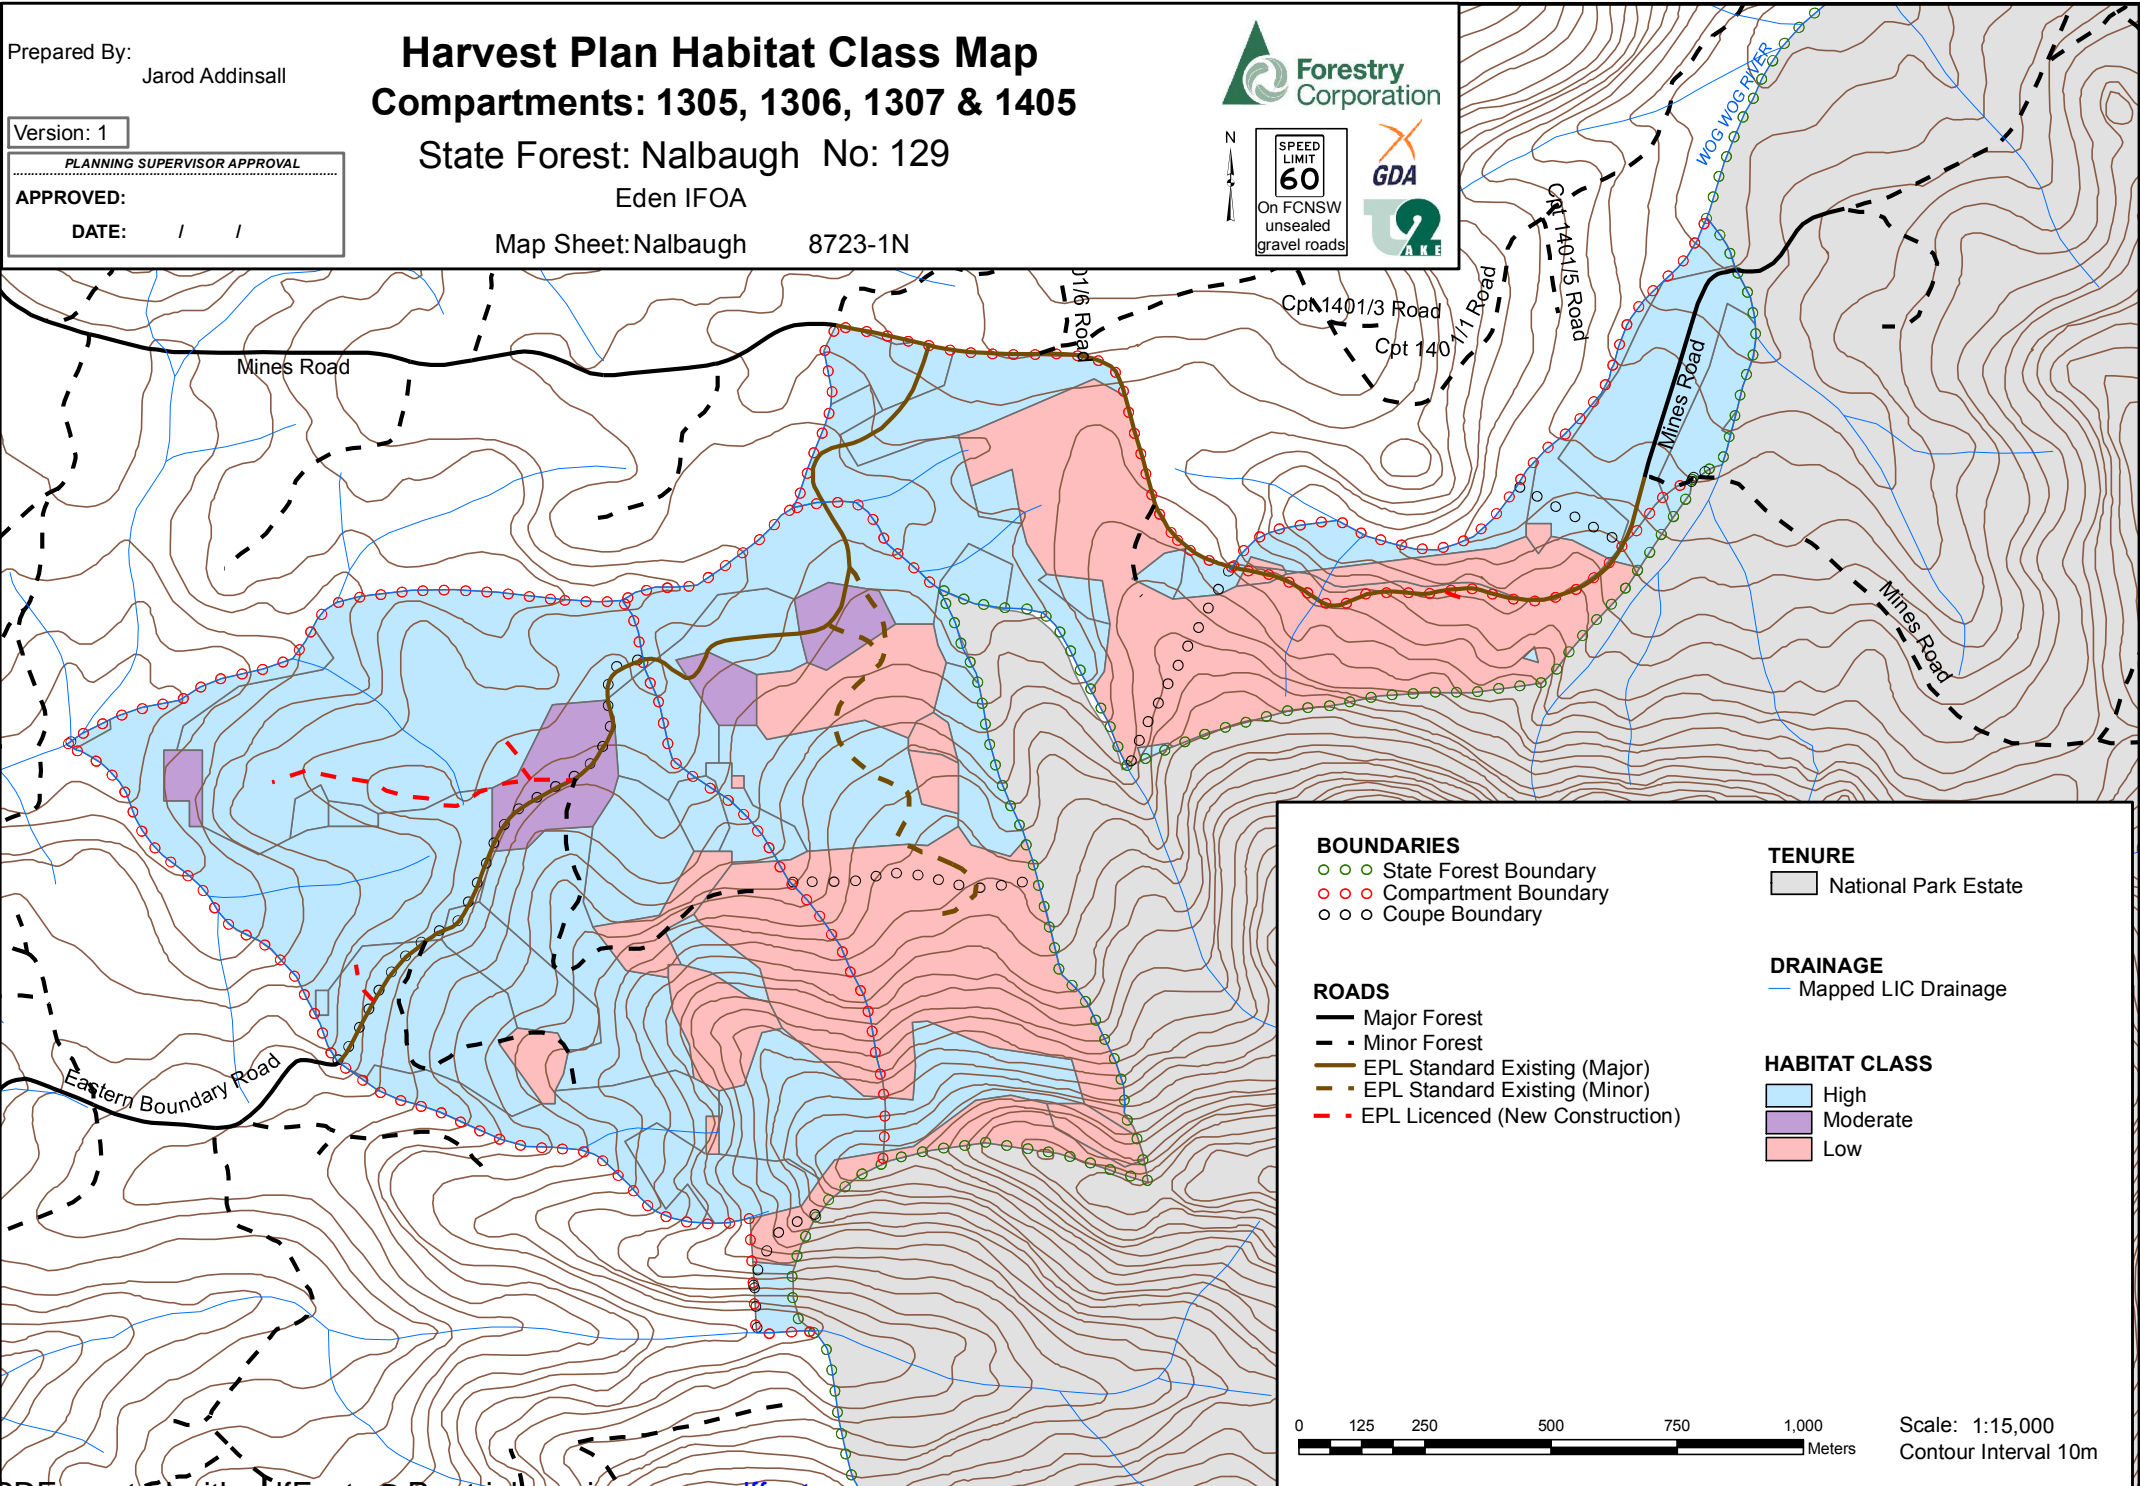 Prepared By:
Jarod Addinsall
Version: 1
PLANNING SUPERVISOR APPROVAL
APPROVED:
DATE: / /
Harvest Plan Habitat Class Map
Compartments: 1305, 1306, 1307 & 1405
State Forest: Nalbaugh No: 129
Eden IFOA
Map Sheet: Nalbaugh 8723-1N
Forestry
Corporation
N
SPEED
LIMIT
60
On FCNSW
unsealed
gravel roads
GDA
TAKE2
WOG WOG RIVER
Cpt 1401/5 Road
01/6 Road
Cpt 1401/3 Road
Cpt 1401/1 Road
Mines Road
Mines Road
Mines Road
Eastern Boundary Road
BOUNDARIES
State Forest Boundary
Compartment Boundary
Coupe Boundary
ROADS
Major Forest
Minor Forest
EPL Standard Existing (Major)
EPL Standard Existing (Minor)
EPL Licenced (New Construction)
TENURE
National Park Estate
DRAINAGE
Mapped LIC Drainage
HABITAT CLASS
High
Moderate
Low
0 125 250 500 750 1,000
Meters
Scale: 1:15,000
Contour Interval 10m